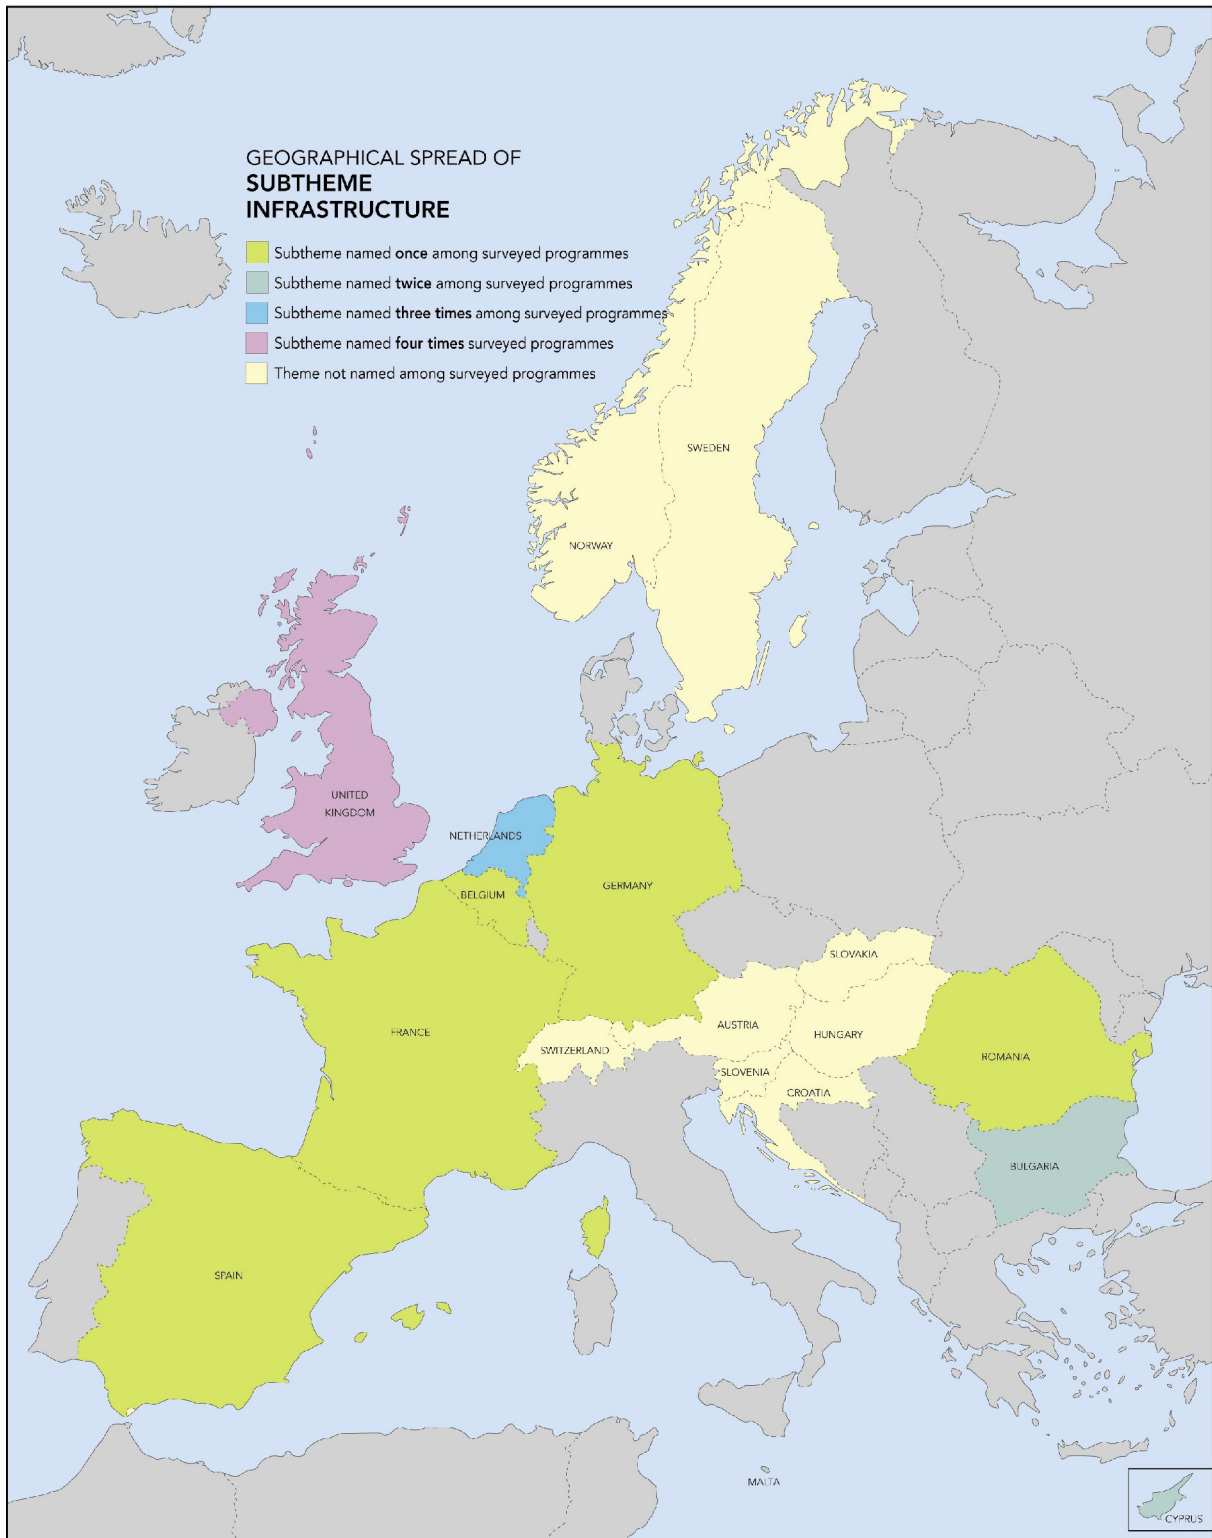 GEOGRAPHICAL SPREAD OF
SUBTHEME
INFRASTRUCTURE
Subtheme named once among surveyed programmes
Subtheme named twice among surveyed programmes
Subtheme named three times among surveyed programmes
Subtheme named four times surveyed programmes
Theme not named among surveyed programmes
SWEDEN
NORWAY
UNITED
KINGDOM
NETHERLANDS
BELGIUM
GERMANY
SLOVAKIA
FRANCE
AUSTRIA
HUNGARY
SWITZERLAND
ROMANIA
SLOVENIA
CROATIA
BULGARIA
SPAIN
MALTA
CYPRUS